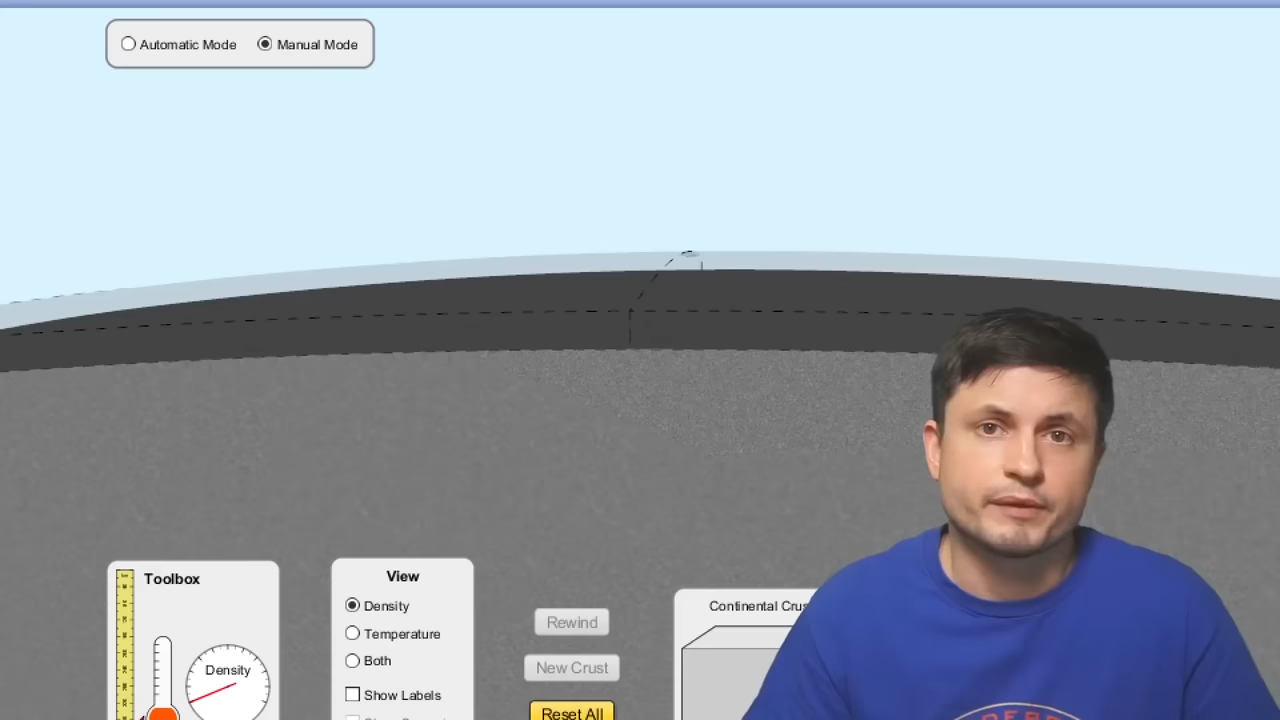 Automatic Mode
Manual Mode
Toolbox
Density
View
Density
Temperature
Both
Show Labels
Rewind
New Crust
Reset All
Continental Crus